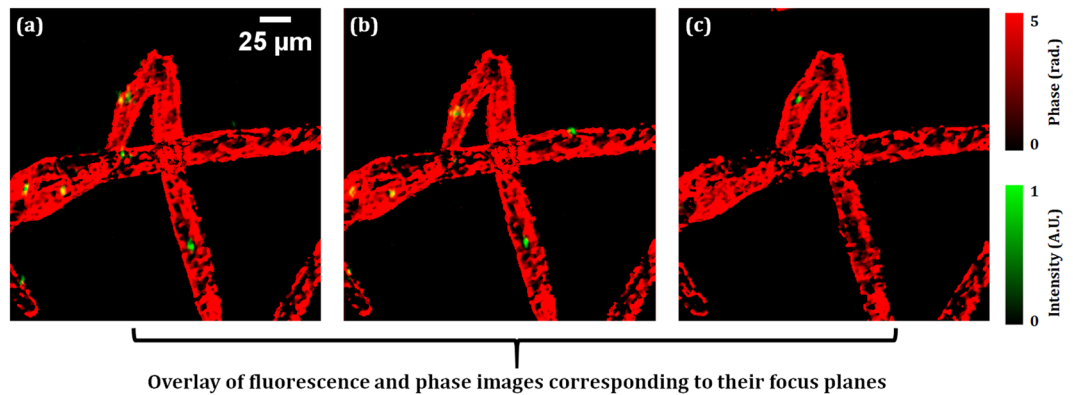 (a)
25 µm
(b)
(c)
5
Phase (rad.)
0
1
Intensity (A.U.)
0
Overlay of fluorescence and phase images corresponding to their focus planes